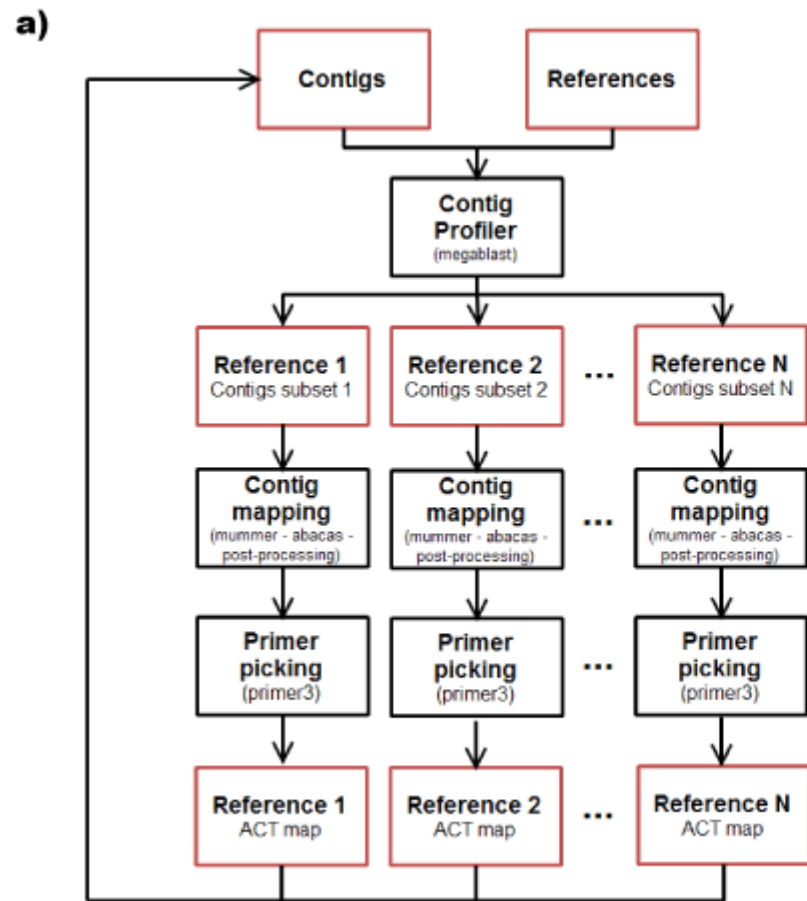 a)
Contigs
References
Contig
Profiler
(megablast)
Reference 1
Contigs subset 1
Reference 2
Contigs subset 2
...
Reference N
Contigs subset N
Contig
mapping
(mummer - abacas -
post-processing)
Contig
mapping
(mummer - abacas -
post-processing)
...
Contig
mapping
(mummer - abacas -
post-processing)
Primer
picking
(primer3)
Primer
picking
(primer3)
...
Primer
picking
(primer3)
Reference 1
ACT map
Reference 2
ACT map
...
Reference N
ACT map